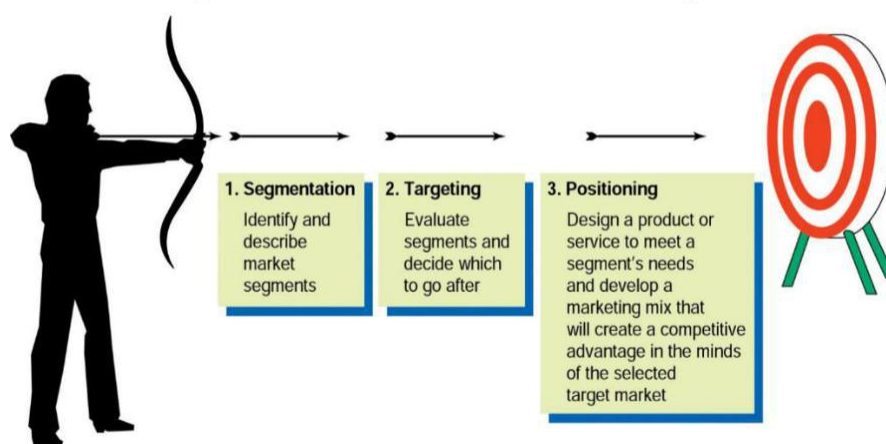 1. Segmentation
Identify and
describe
market
segments
2. Targeting
Evaluate
segments and
decide which
to go after
3. Positioning
Design a product or
service to meet a
segment's needs
and develop a
marketing mix that
will create a competitive
advantage in the minds
of the selected
target market